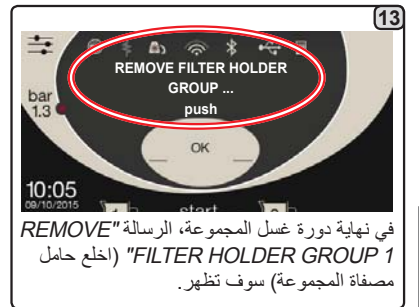 13
REMOVE FILTER HOLDER
GROUP ...
push
bar
1.3
OK
10:05
09/10/2015
start
في نهاية دورة غسل المجموعة، الرسالة "REMOVE
FILTER HOLDER GROUP 1" (اخلع حامل
مصفاة المجموعة) سوف تظهر.